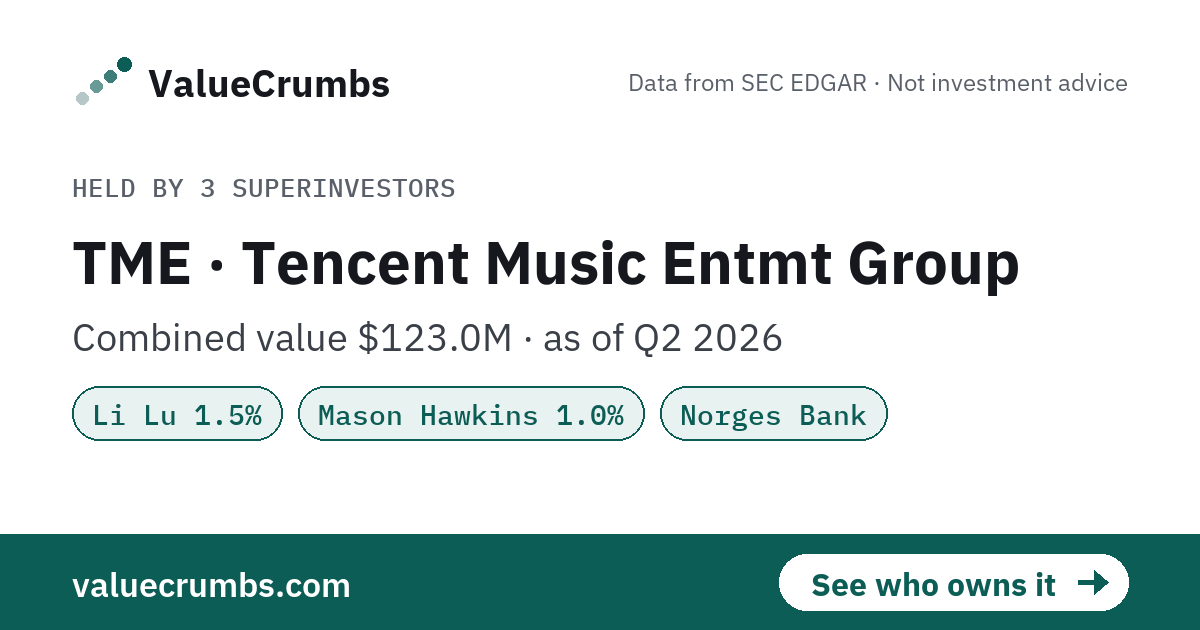 ValueCrumbs
Data from SEC EDGAR · Not investment advice
HELD BY 3 SUPERINVESTORS
TME · Tencent Music Entmt Group
Combined value $123.0M · as of Q2 2026
Li Lu 1.5%
Mason Hawkins 1.0%
Norges Bank
valuecrumbs.com
See who owns it